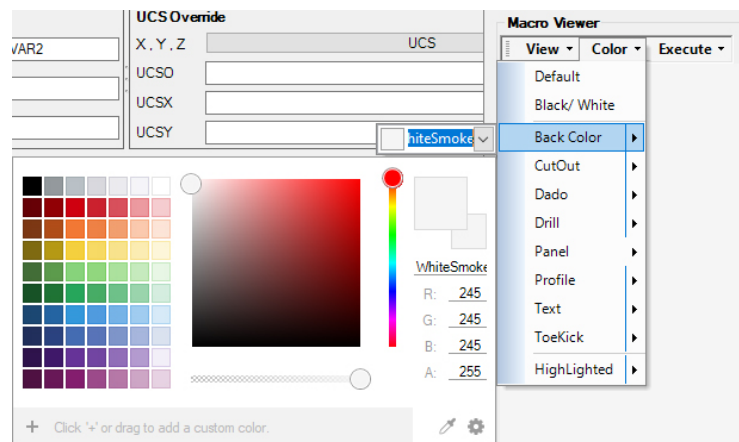 UCS Override
Macro Viewer
VAR2
X , Y , Z
UCS
View
Color
Execute
UCSO
Default
UCSX
Black/ White
UCSY
hiteSmoke
Back Color
CutOut
Dado
Drill
Panel
WhiteSmoke
Profile
R: 245
Text
G: 245
ToeKick
B: 245
A: 255
HighLighted
+ Click '+' or drag to add a custom color.